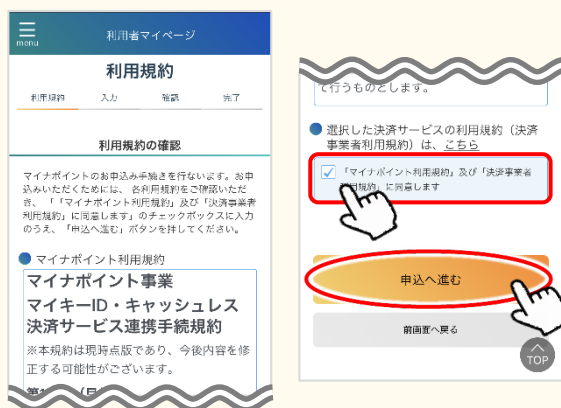 menu
利用者マイページ
利用規約
利用規約 入力 確認 完了
利用規約の確認
マイナポイントのお申込み手続きを行ないます。お申
込みいただくためには、各利用規約をご確認いただ
き、「「マイナポイント利用規約」及び「決済事業者
利用規約」に同意します」のチェックボックスに入力
のうえ、「申込へ進む」ボタンを押してください。
マイナポイント利用規約
マイナポイント事業
マイキーID・キャッシュレス
決済サービス連携手続規約
※本規約は現時点版であり、今後内容を修
正する可能性がございます。
て行うものとします。
選択した決済サービスの利用規約（決済
事業者利用規約）は、こちら
「マイナポイント利用規約」及び「決済事業者
利用規約」に同意します
申込へ進む
前画面へ戻る
TOP